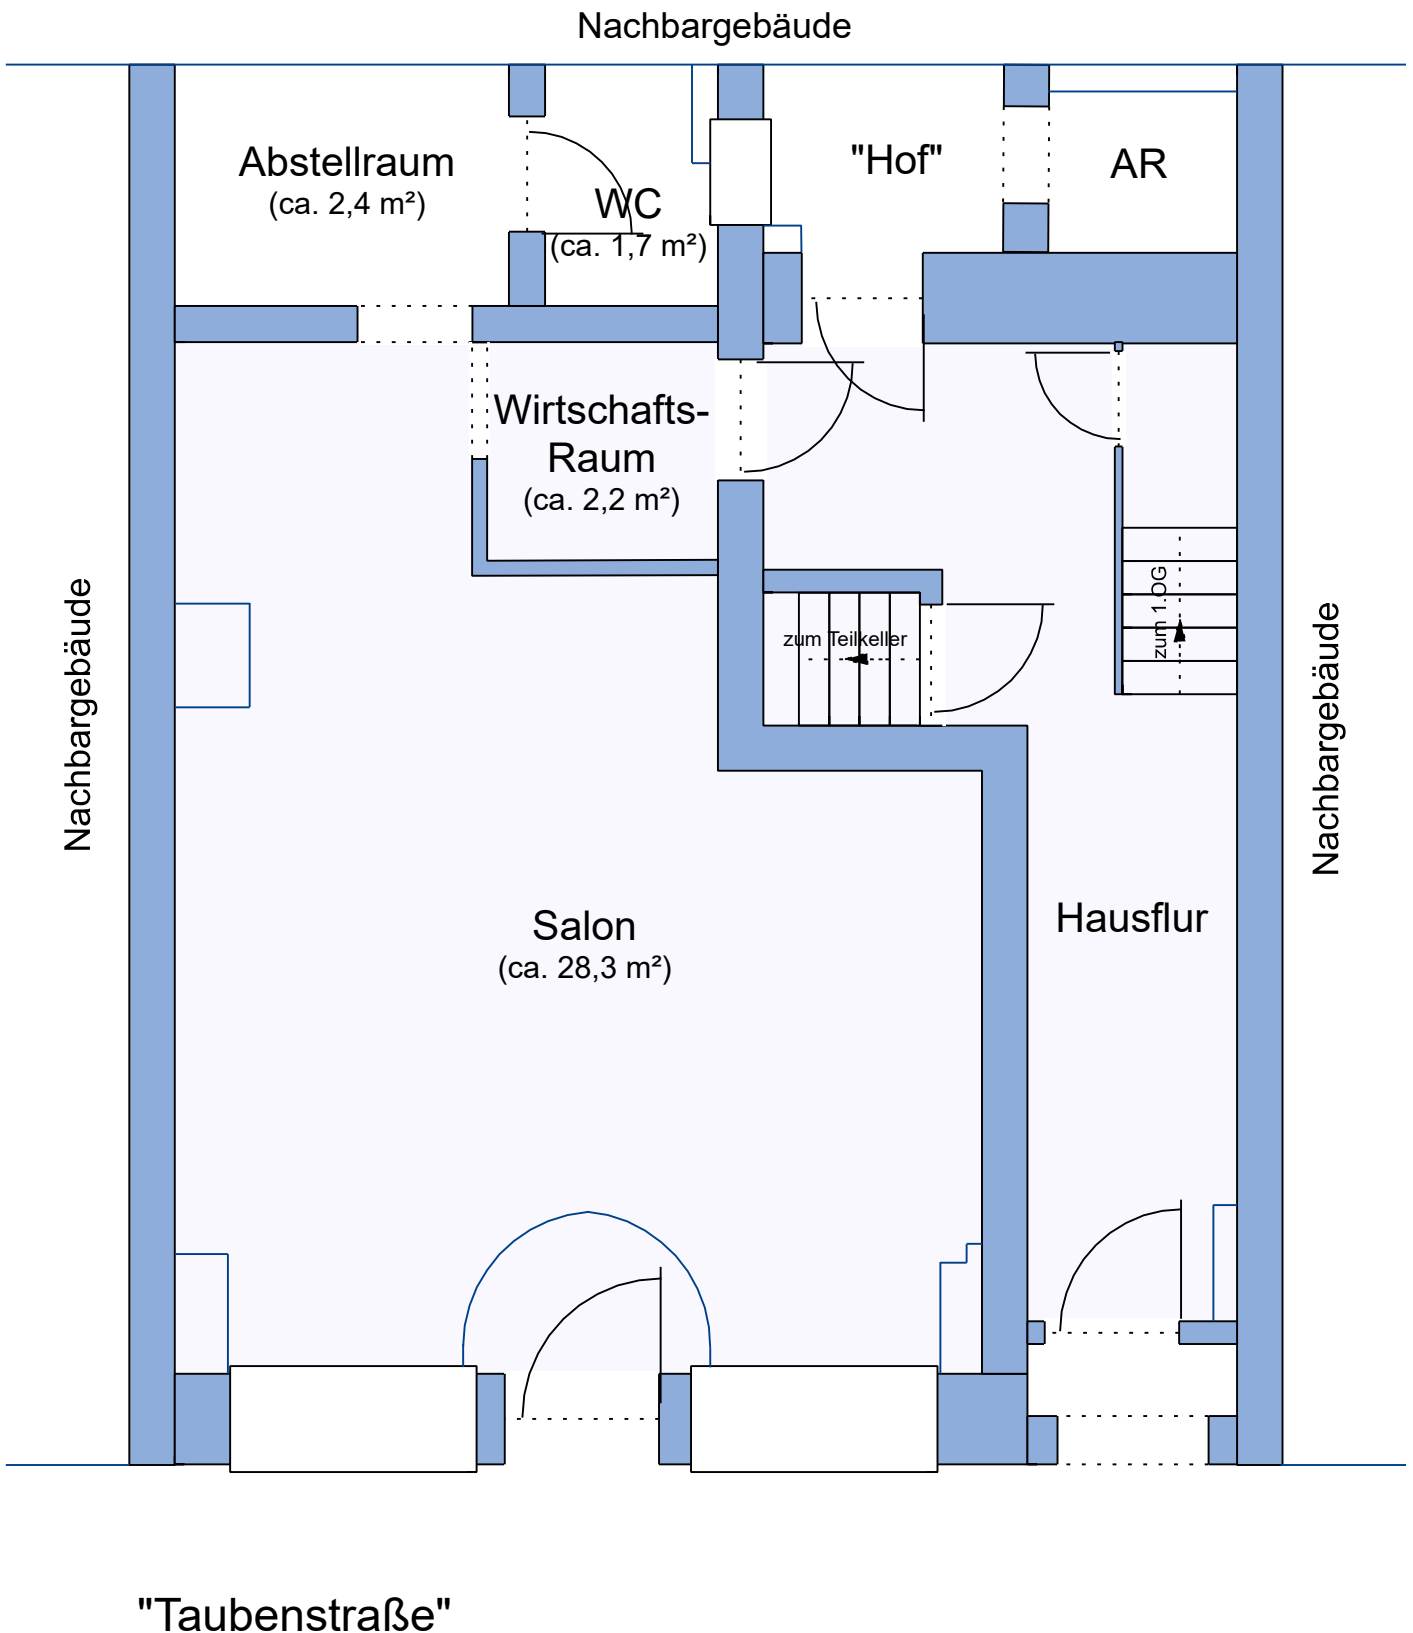 Nachbargebäude
Abstellraum
(ca. 2,4 m²)
WC
(ca. 1,7 m²)
"Hof"
AR
Wirtschafts-
Raum
(ca. 2,2 m²)
zum Teilkeller
zum 1.OG
Nachbargebäude
Nachbargebäude
Salon
(ca. 28,3 m²)
Hausflur
"Taubenstraße"